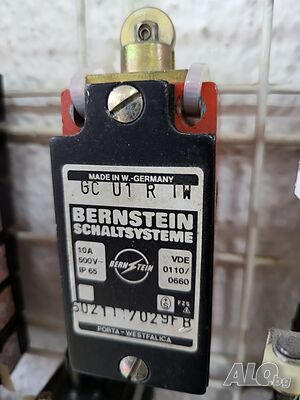 MADE IN W.-GERMANY
GC U1 R IW
BERNSTEIN
SCHALTSYSTEME
10A
500V~
IP 65
BERNSTEIN
VDE
0110/
0660
PORTA-WESTFALICA
ALO.bg